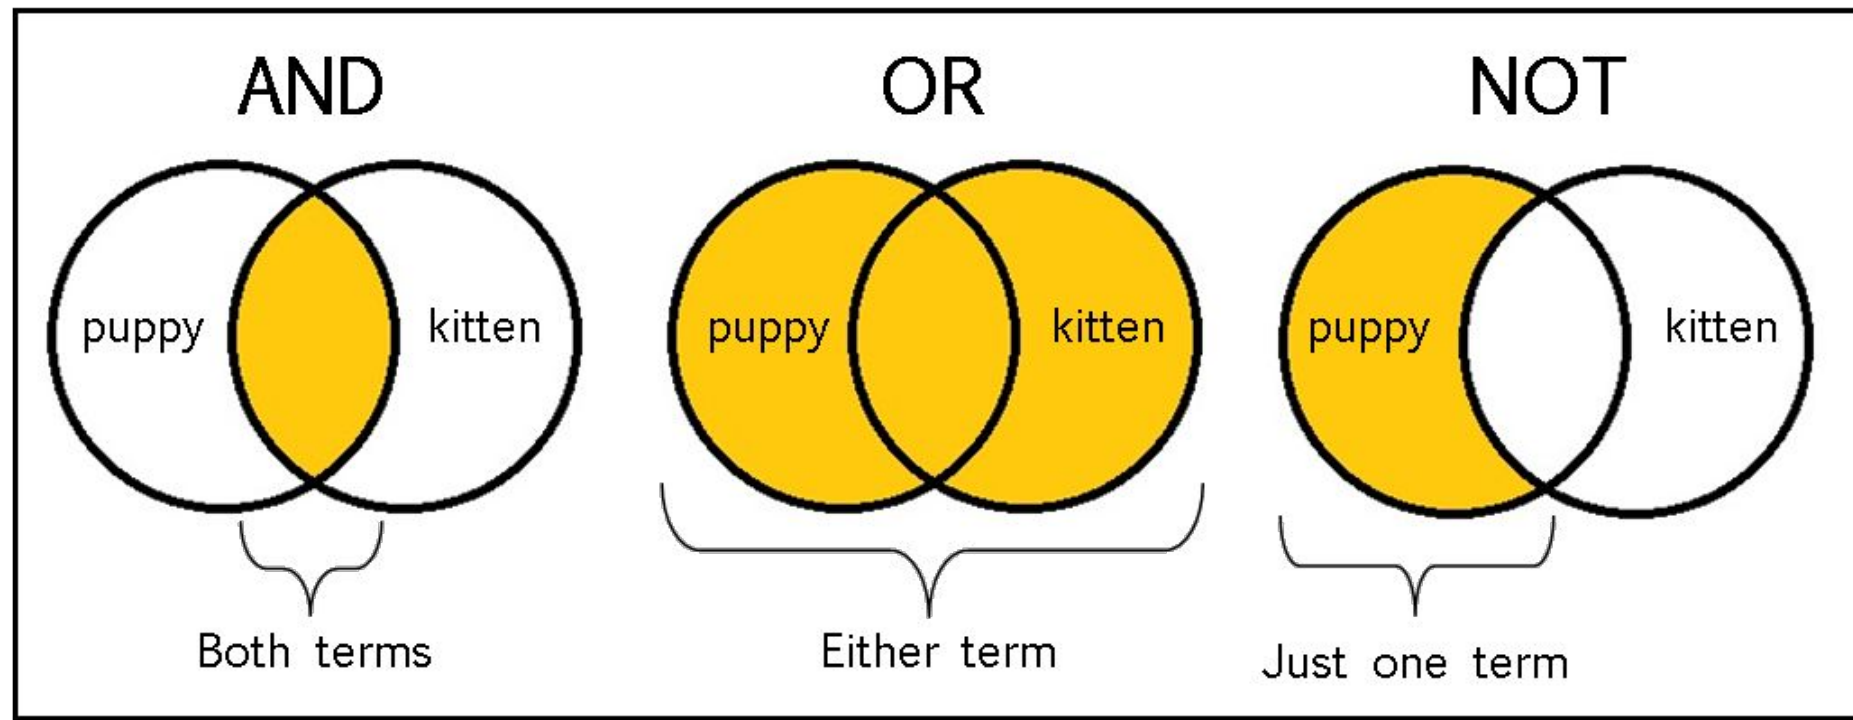 AND
OR
NOT
puppy
kitten
puppy
kitten
puppy
kitten
Both terms
Either term
Just one term